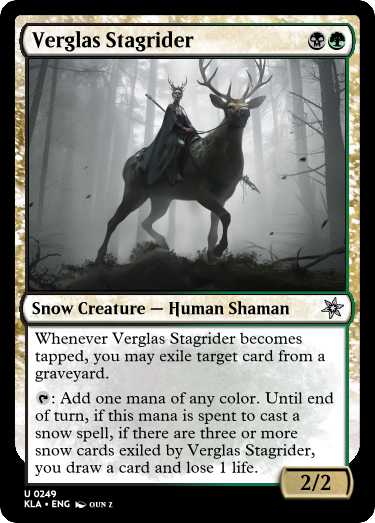 Verglas Stagrider
Snow Creature — Human Shaman
Whenever Verglas Stagrider becomes
tapped, you may exile target card from a
graveyard.
: Add one mana of any color. Until end
of turn, if this mana is spent to cast a
snow spell, if there are three or more
snow cards exiled by Verglas Stagrider,
you draw a card and lose 1 life.
2/2
U 0249
KLA • ENG OUN Z